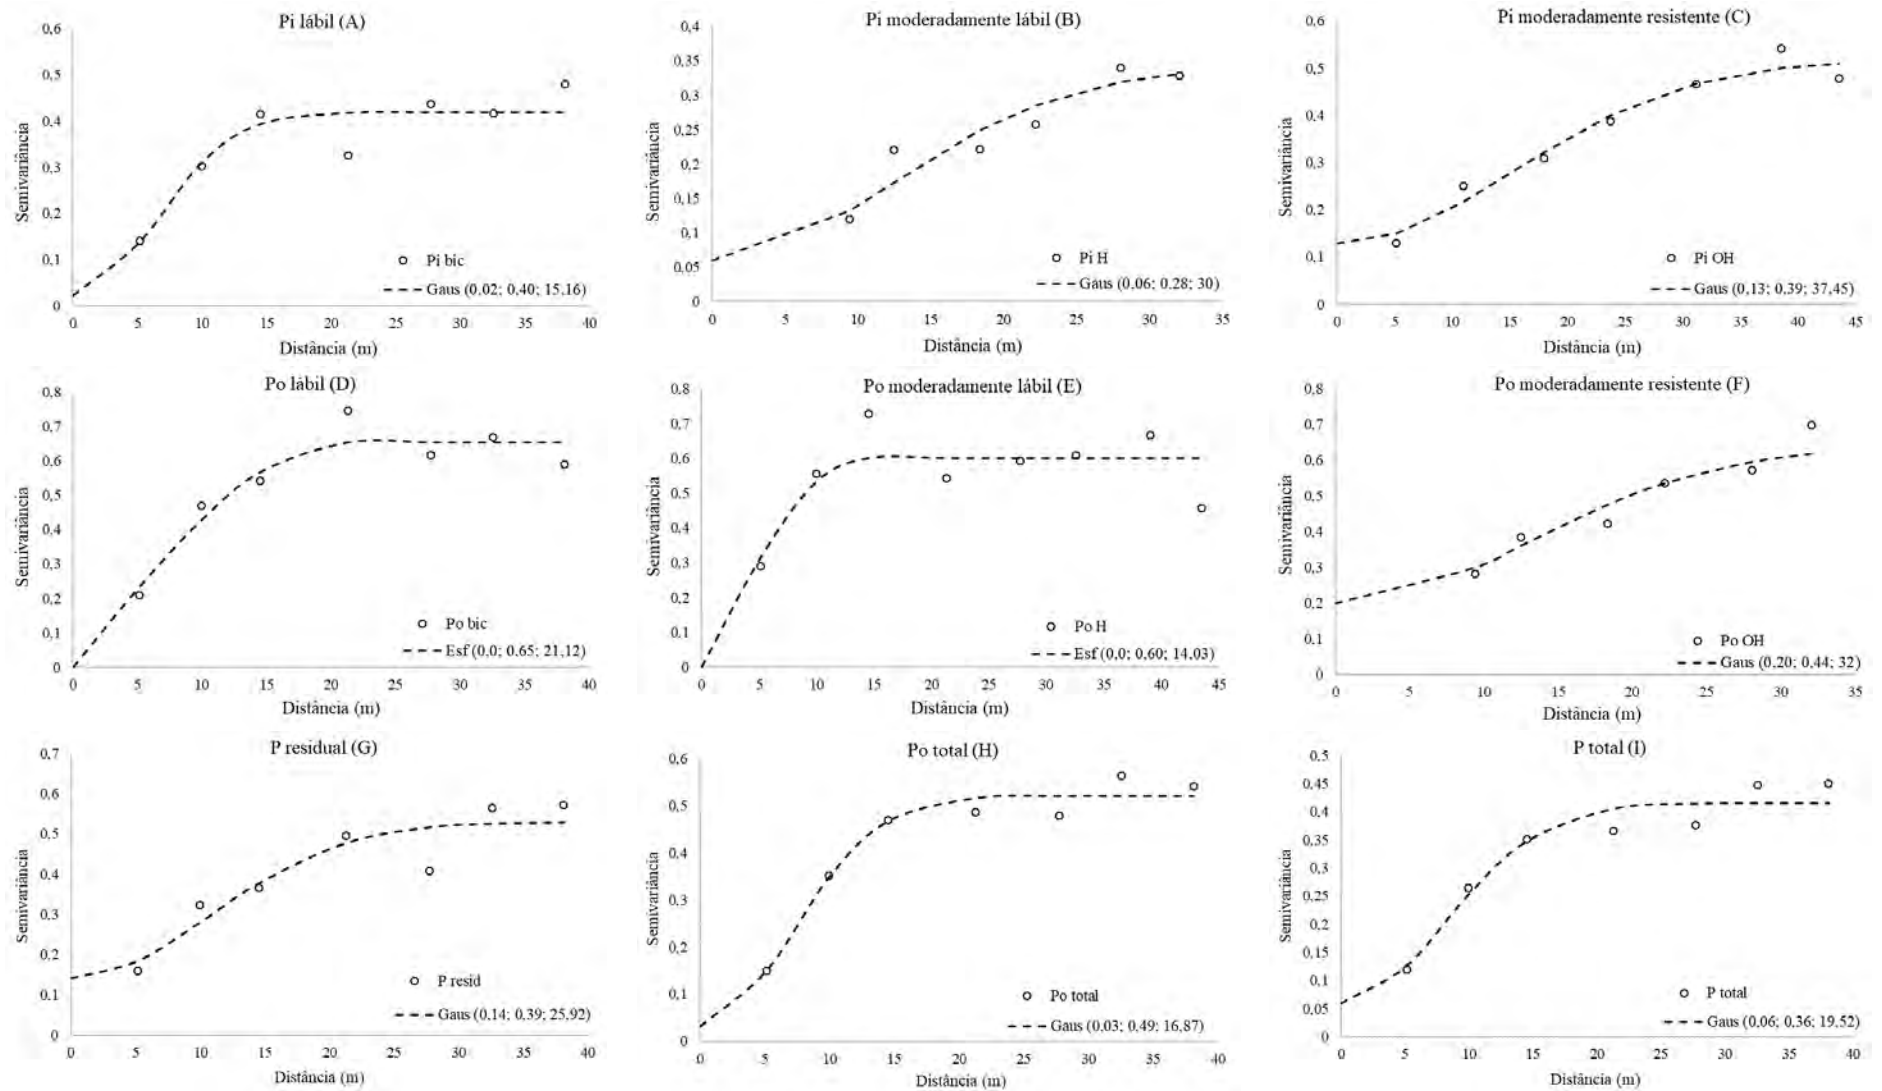 Pi lábil (A)
0,6
0,5
0,4
0,3
0,2
0,1
0
0 5 10 15 20 25 30 35 40
Semivariância
Distância (m)
Pi bic
Gaus (0,02; 0,40; 15,16)
Pi moderadamente lábil (B)
0,4
0,35
0,3
0,25
0,2
0,15
0,1
0,05
0
0 5 10 15 20 25 30 35
Semivariância
Distância (m)
Pi H
Gaus (0,06; 0,28; 30)
Pi moderadamente resistente (C)
0,6
0,5
0,4
0,3
0,2
0,1
0
0 5 10 15 20 25 30 35 40 45
Semivariância
Distância (m)
Pi OH
Gaus (0,13; 0,39; 37,45)
Po lábil (D)
0,8
0,7
0,6
0,5
0,4
0,3
0,2
0,1
0
0 5 10 15 20 25 30 35 40
Semivariância
Distância (m)
Po bic
Esf (0,0; 0,65; 21,12)
Po moderadamente lábil (E)
0,8
0,7
0,6
0,5
0,4
0,3
0,2
0,1
0
0 5 10 15 20 25 30 35 40 45
Semivariância
Distância (m)
Po H
Esf (0,0; 0,60; 14,03)
Po moderadamente resistente (F)
0,8
0,7
0,6
0,5
0,4
0,3
0,2
0,1
0
0 5 10 15 20 25 30 35
Semivariância
Distância (m)
Po OH
Gaus (0,20; 0,44; 32)
P residual (G)
0,7
0,6
0,5
0,4
0,3
0,2
0,1
0
0 5 10 15 20 25 30 35 40
Semivariância
Distância (m)
P resid
Gaus (0,14; 0,39; 25,92)
Po total (H)
0,6
0,5
0,4
0,3
0,2
0,1
0
0 5 10 15 20 25 30 35 40
Semivariância
Distância (m)
Po total
Gaus (0,03; 0,49; 16,87)
P total (I)
0,5
0,45
0,4
0,35
0,3
0,25
0,2
0,15
0,1
0,05
0
0 5 10 15 20 25 30 35 40
Semivariância
Distância (m)
P total
Gaus (0,06; 0,36; 19,52)